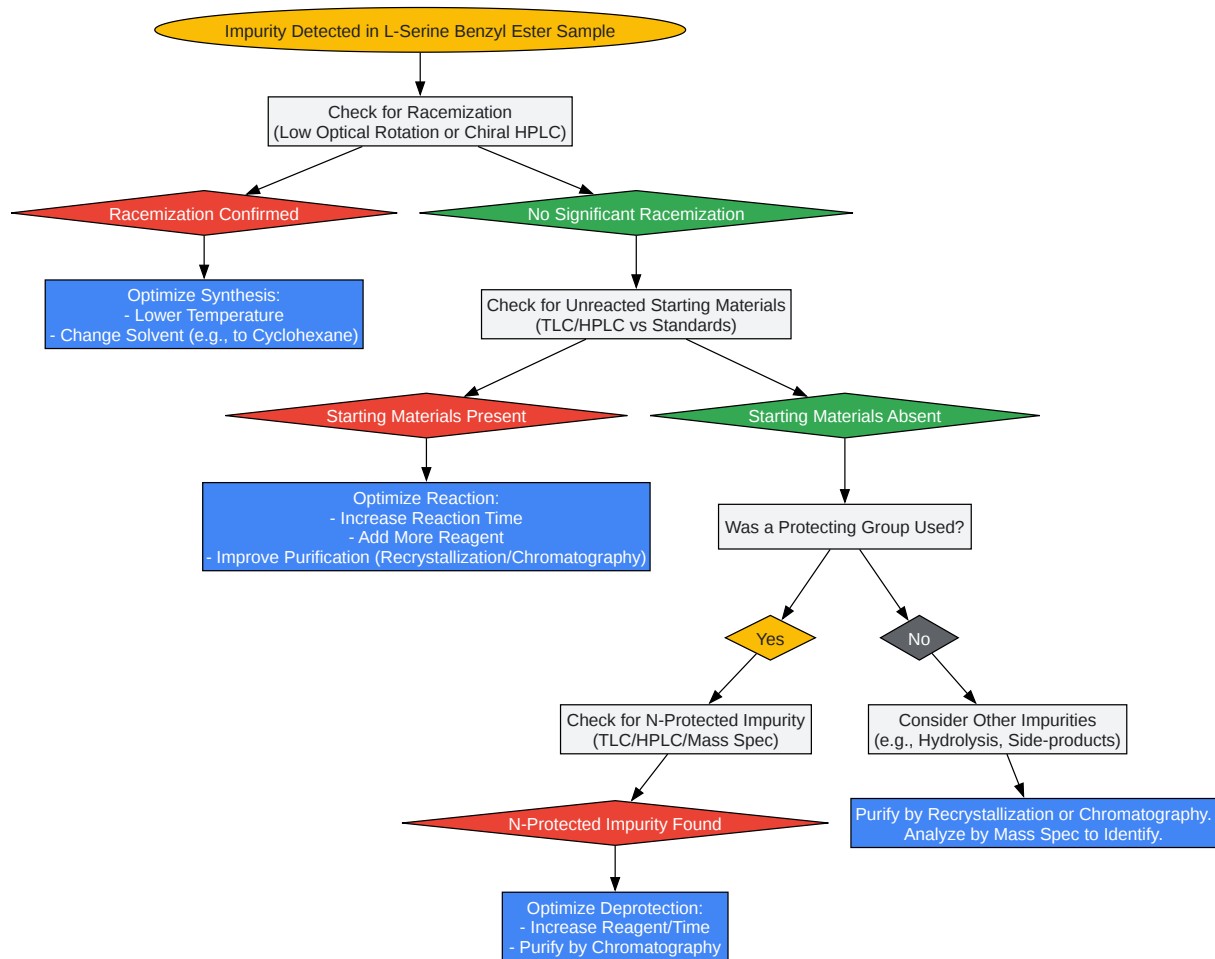 Impurity Detected in L-Serine Benzyl Ester Sample
Check for Racemization
(Low Optical Rotation or Chiral HPLC)
Racemization Confirmed
No Significant Racemization
Optimize Synthesis:
- Lower Temperature
- Change Solvent (e.g., to Cyclohexane)
Check for Unreacted Starting Materials
(TLC/HPLC vs Standards)
Starting Materials Present
Starting Materials Absent
Optimize Reaction:
- Increase Reaction Time
- Add More Reagent
- Improve Purification (Recrystallization/Chromatography)
Was a Protecting Group Used?
Yes
No
Check for N-Protected Impurity
(TLC/HPLC/Mass Spec)
Consider Other Impurities
(e.g., Hydrolysis, Side-products)
N-Protected Impurity Found
Purify by Recrystallization or Chromatography.
Analyze by Mass Spec to Identify.
Optimize Deprotection:
- Increase Reagent/Time
- Purify by Chromatography